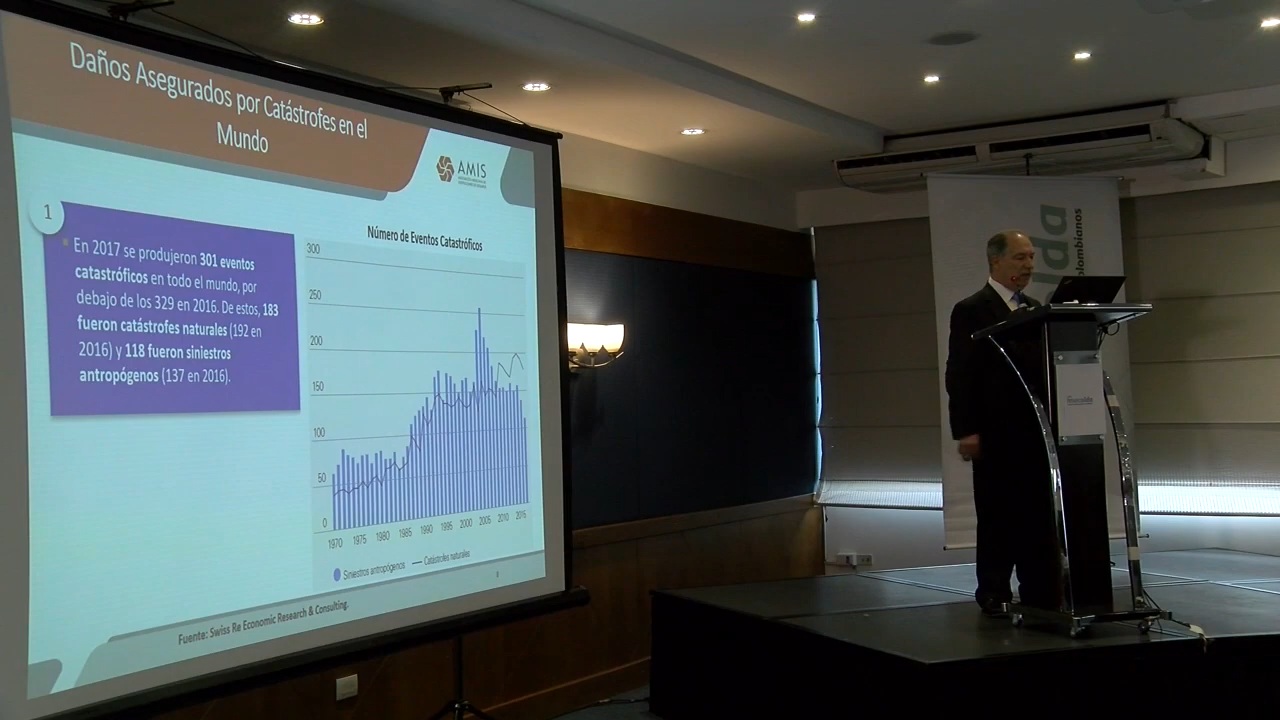 Daños Asegurados por Catástrofes en el
Mundo
AMIS
1
En 2017 se produjeron 301 eventos
catastróficos en todo el mundo, por
debajo de los 329 en 2016. De estos, 183
fueron catástrofes naturales (192 en
2016) y 118 fueron siniestros
antropógenos (137 en 2016).
Número de Eventos Catastróficos
300
250
200
150
100
50
0
1970 1975 1980 1985 1990 1995 2000 2005 2010 2015
Siniestros antropógenos
Catástrofes naturales
Fuente: Swiss Re Economic Research & Consulting.